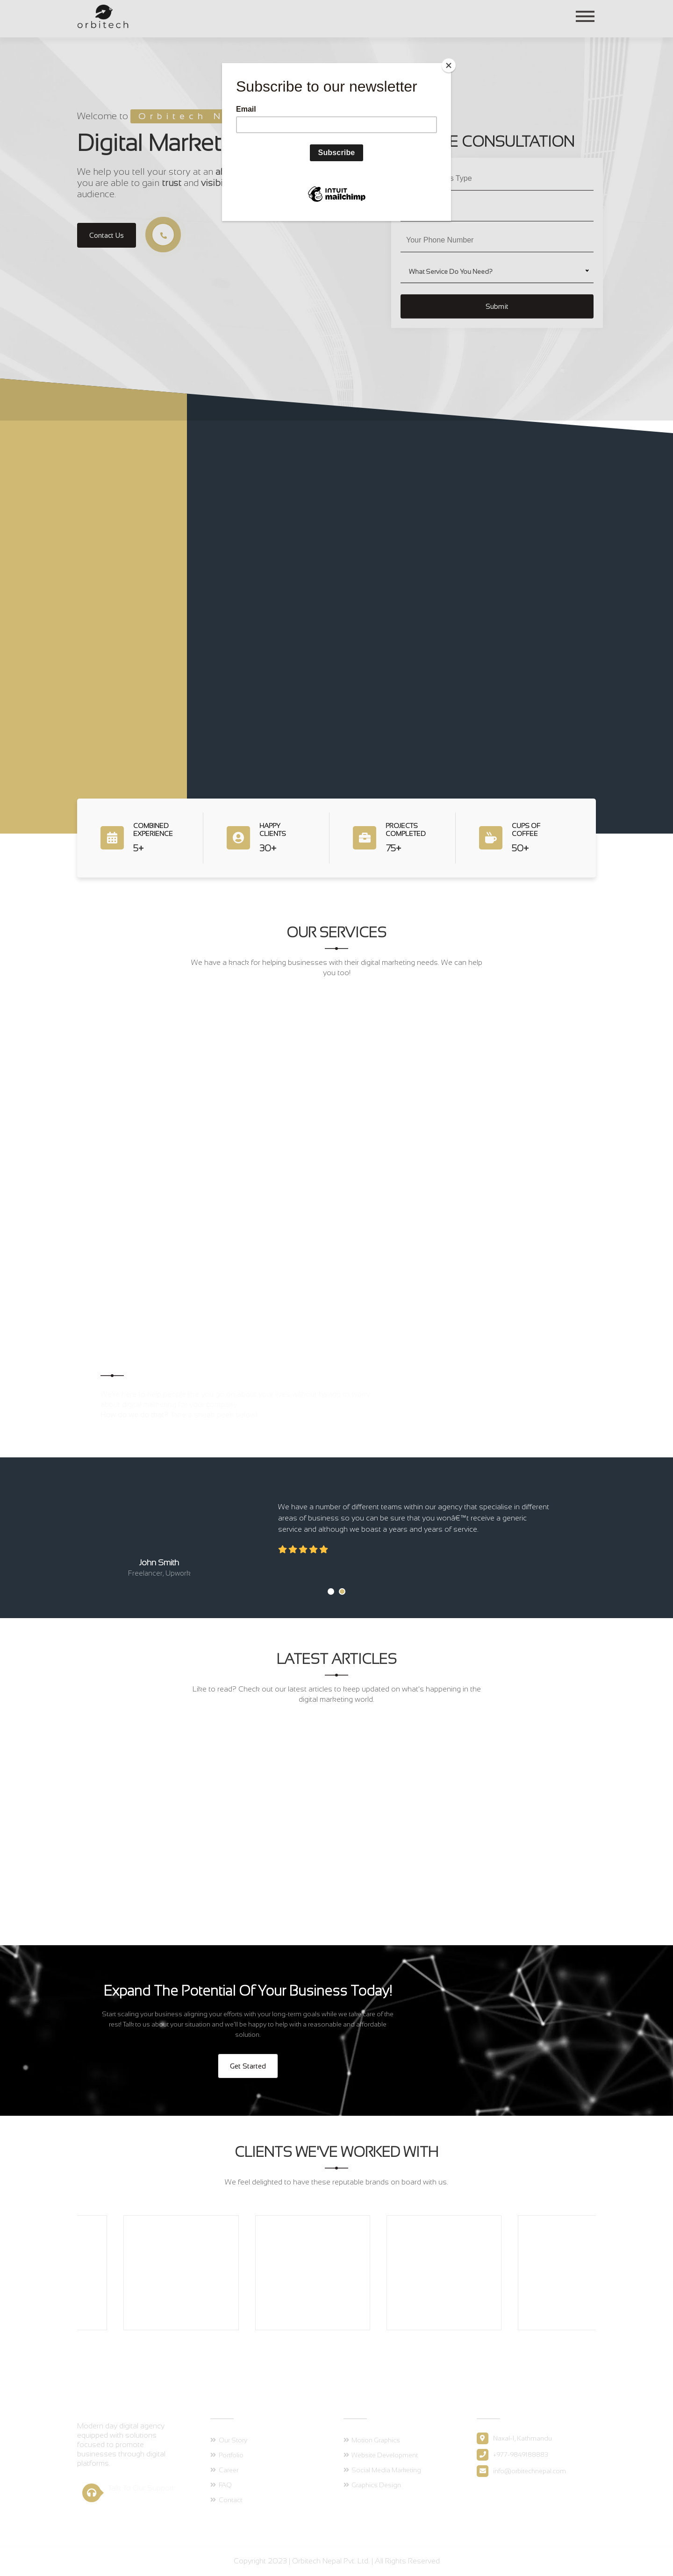 orbitech
Subscribe to our newsletter
Email
Subscribe
INTUIT
mailchimp
Welcome to Orbitech N
Digital Market
We help you tell your story at an
you are able to gain trust and
audience.
Contact Us
CONSULTATION
Type
Your Phone Number
What Service Do You Need?
Submit
COMBINED
EXPERIENCE
5+
HAPPY
CLIENTS
30+
PROJECTS
COMPLETED
75+
CUPS OF
COFFEE
50+
OUR SERVICES
We have a knack for helping businesses with their digital marketing needs. We can help
you too!
We have a number of different teams within our agency that specialise in different
areas of business so you can be sure that you wonâ€™t receive a generic
service and although we boast a years and years of service.
John Smith
Freelancer, Upwork
LATEST ARTICLES
Like to read? Check out our latest articles to keep updated on what's happening in the
digital marketing world.
Expand The Potential Of Your Business Today!
Start scaling your business aligning your efforts with your long-term goals while we take care of the
rest! Talk to us about your situation and we'll be happy to help with a reasonable and affordable
solution.
Get Started
CLIENTS WE'VE WORKED WITH
We feel delighted to have these reputable brands on board with us.
Modern day digital agency
equipped with solutions
focused to promote
businesses through digital
platforms.
Our Story
Portfolio
Career
FAQ
Contact
Motion Graphics
Website Development
Social Media Marketing
Graphics Design
Naxal-1, Kathmandu
info@orbitechnepal.com
Copyright 2023 | Orbitech Nepal Pvt. Ltd. | All Rights Reserved